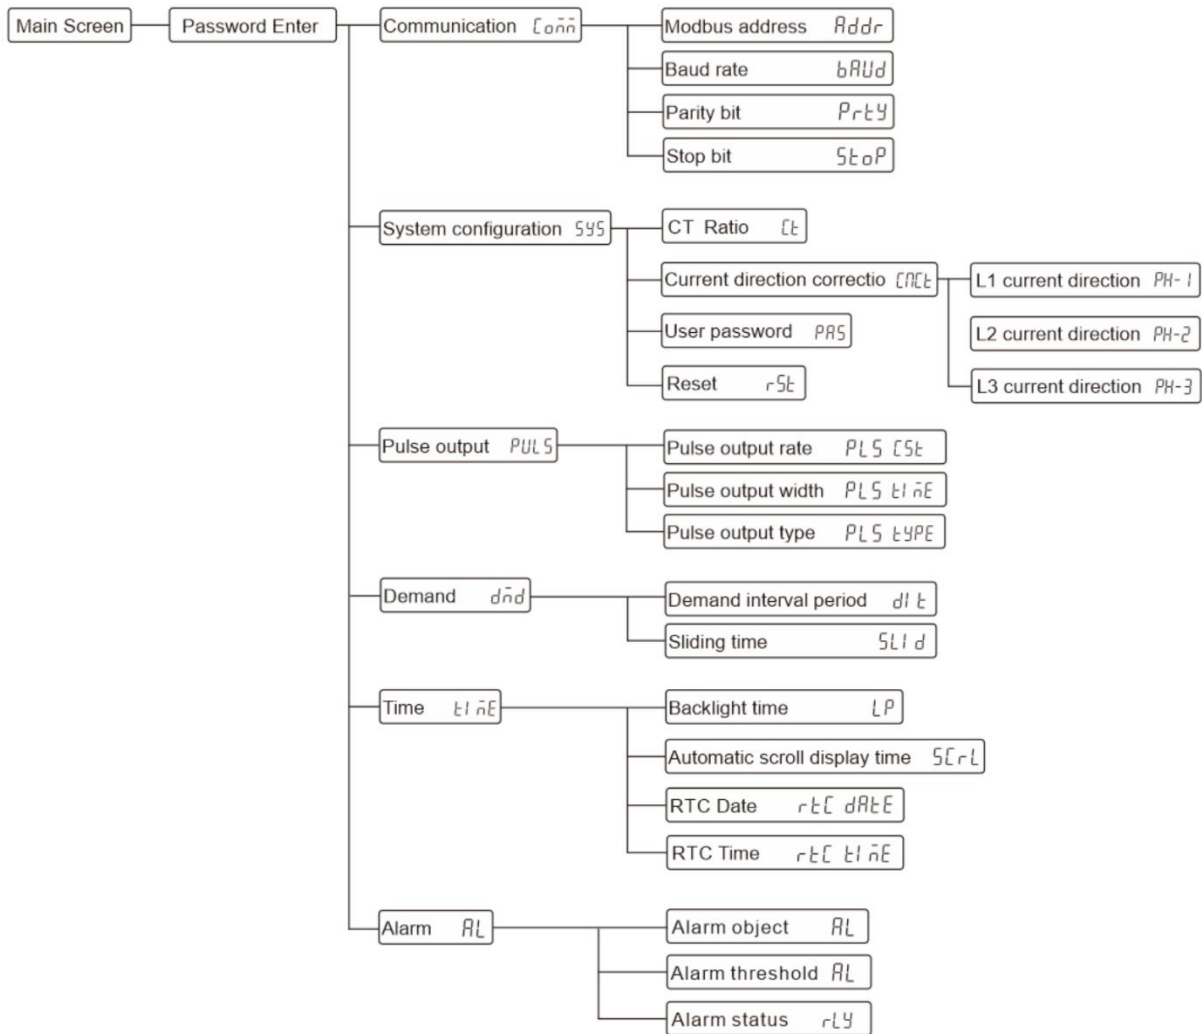 Main Screen
Password Enter
Communication Comm
Modbus address Addr
Baud rate bAUd
Parity bit PrtY
Stop bit StoP
System configuration SYS
CT Ratio Ct
Current direction correctio CNCt
L1 current direction PH-1
L2 current direction PH-2
L3 current direction PH-3
User password PAS
Reset rSt
Pulse output PULS
Pulse output rate PLS CSt
Pulse output width PLS tImE
Pulse output type PLS tYPE
Demand dmd
Demand interval period dIt
Sliding time SLId
Time tImE
Backlight time LP
Automatic scroll display time SCrL
RTC Date rtC dAtE
RTC Time rtC tImE
Alarm AL
Alarm object AL
Alarm threshold AL
Alarm status rLY